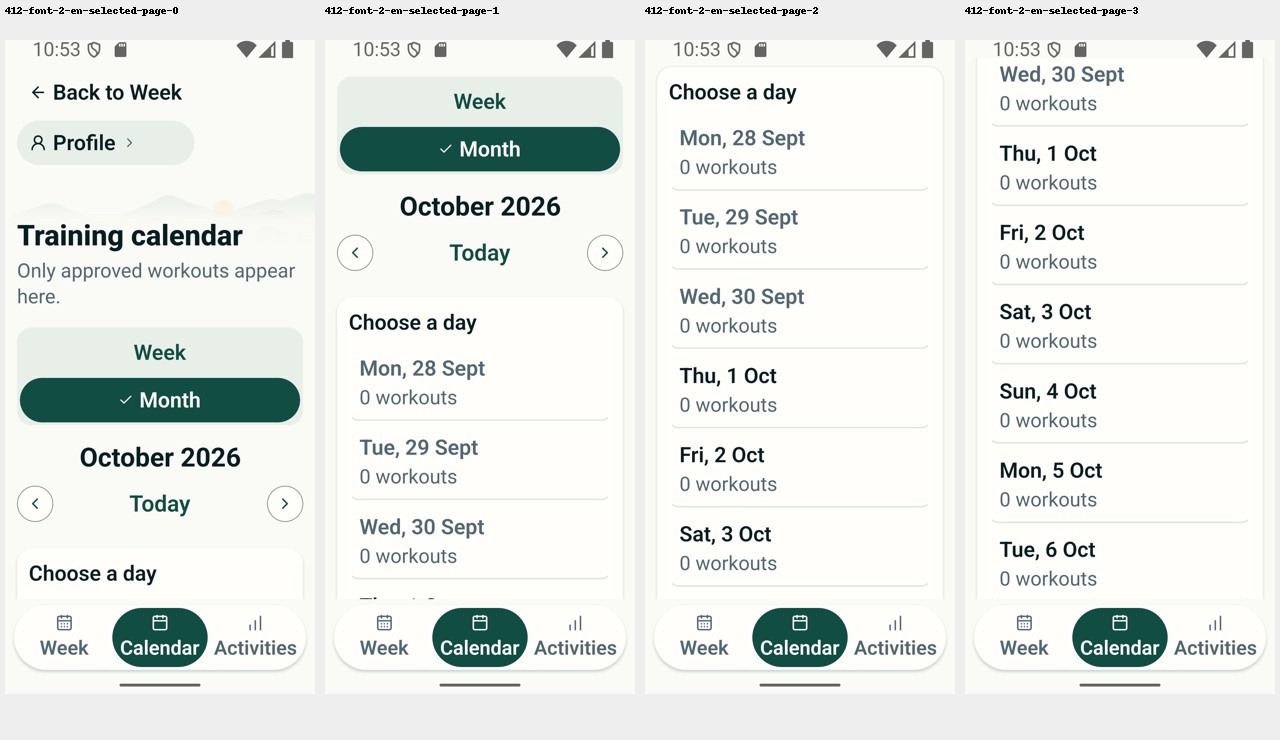 412-font-2-en-selected-page-0
10:53
Back to Week
Profile
Training calendar
Only approved workouts appear
here.
Week
Month
October 2026
Today
Choose a day
Week
Calendar
Activities
412-font-2-en-selected-page-1
10:53
Week
Month
October 2026
Today
Choose a day
Mon, 28 Sept
0 workouts
Tue, 29 Sept
0 workouts
Wed, 30 Sept
0 workouts
Week
Calendar
Activities
412-font-2-en-selected-page-2
10:53
Choose a day
Mon, 28 Sept
0 workouts
Tue, 29 Sept
0 workouts
Wed, 30 Sept
0 workouts
Thu, 1 Oct
0 workouts
Fri, 2 Oct
0 workouts
Sat, 3 Oct
0 workouts
Week
Calendar
Activities
412-font-2-en-selected-page-3
10:53
Wed, 30 Sept
0 workouts
Thu, 1 Oct
0 workouts
Fri, 2 Oct
0 workouts
Sat, 3 Oct
0 workouts
Sun, 4 Oct
0 workouts
Mon, 5 Oct
0 workouts
Tue, 6 Oct
0 workouts
Week
Calendar
Activities